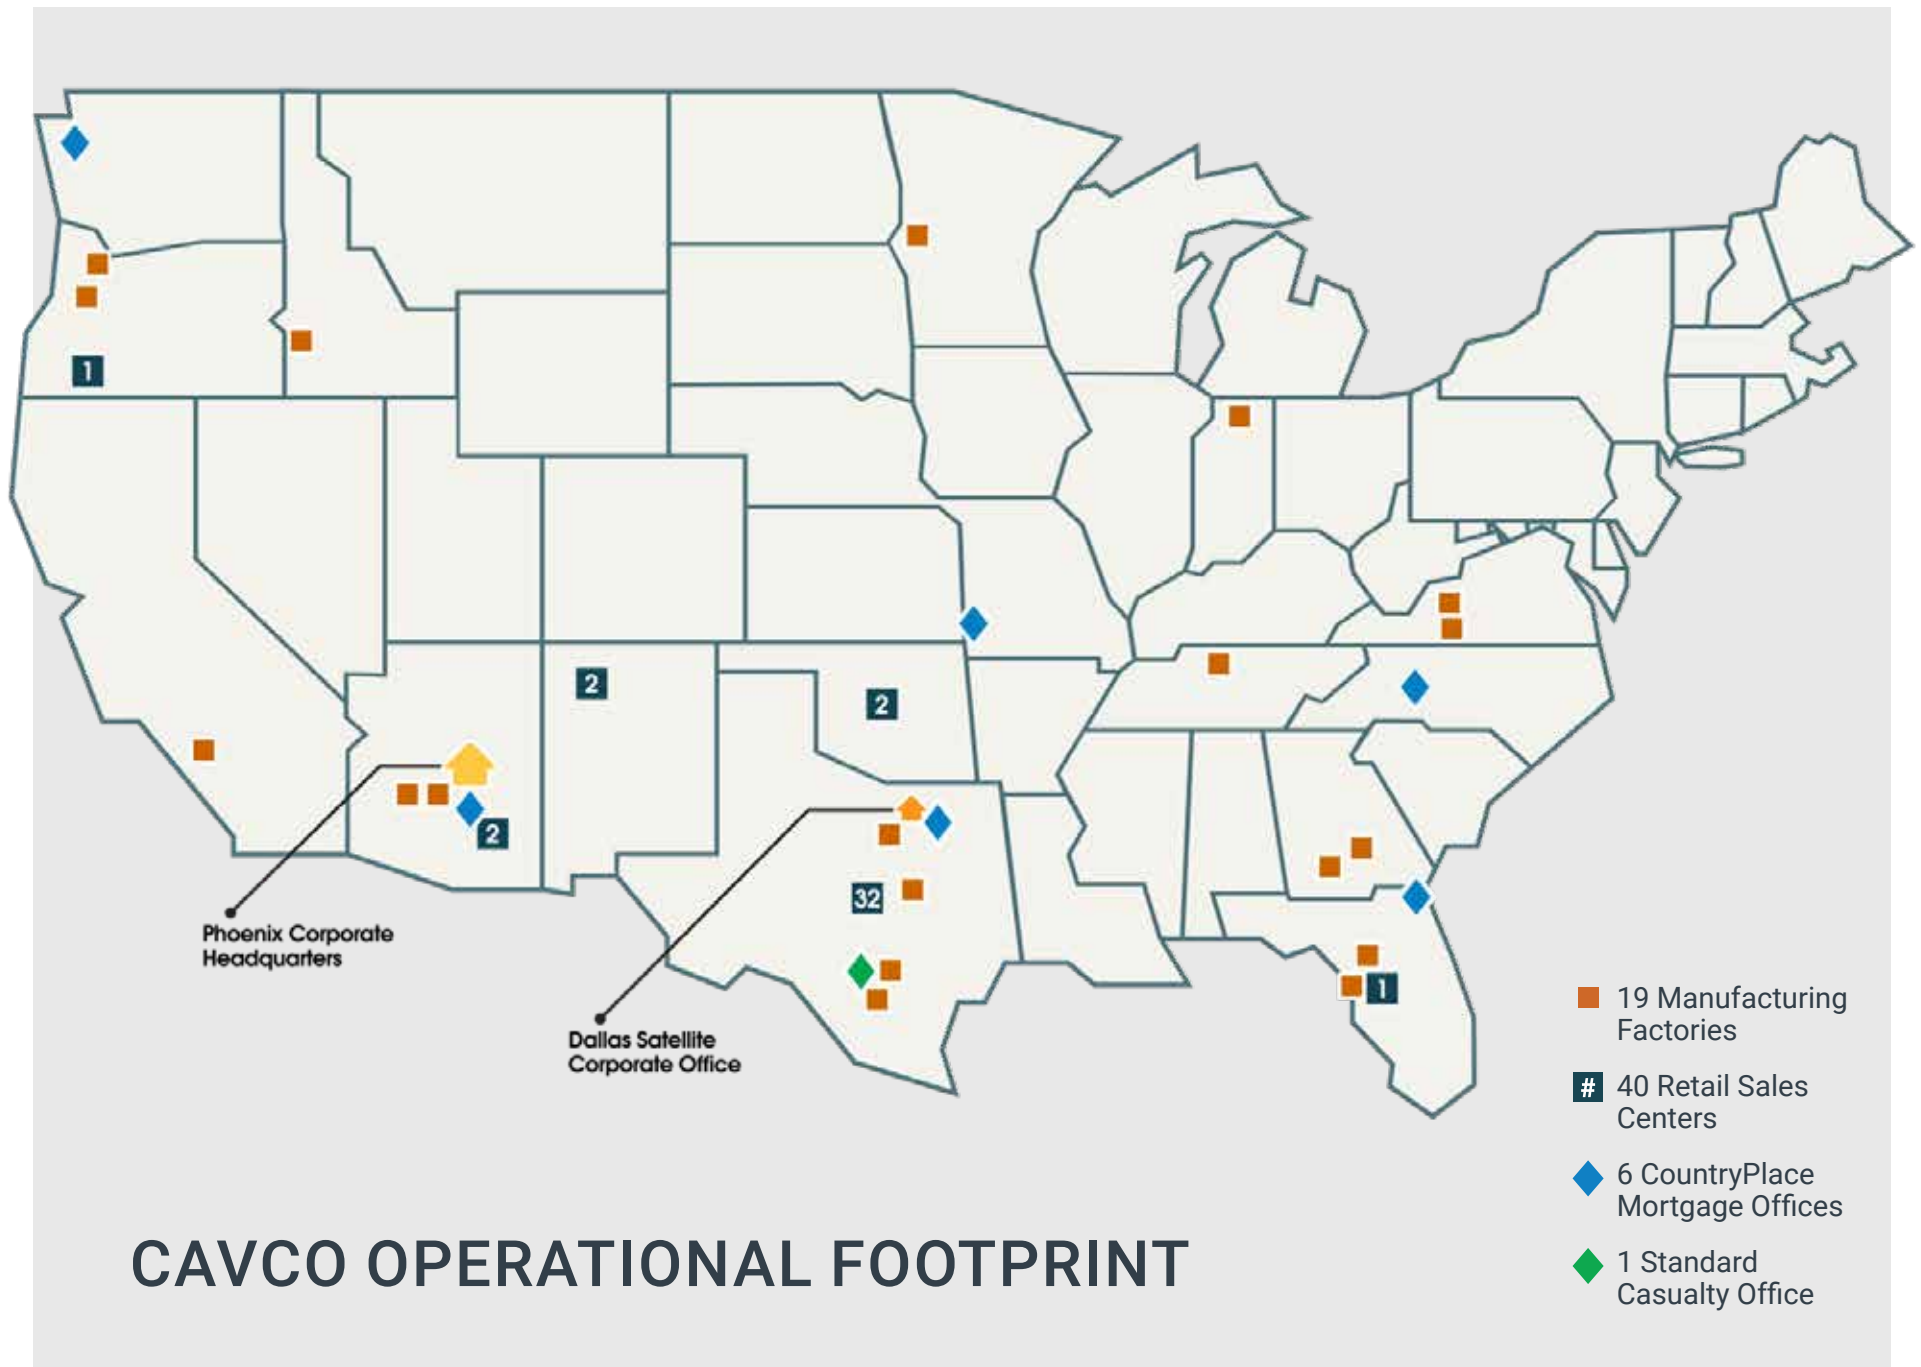 1
2
2
2
32
1
Phoenix Corporate
Headquarters
Dallas Satellite
Corporate Office
19 Manufacturing
Factories
# 40 Retail Sales
Centers
6 CountryPlace
Mortgage Offices
1 Standard
Casualty Office
CAVCO OPERATIONAL FOOTPRINT